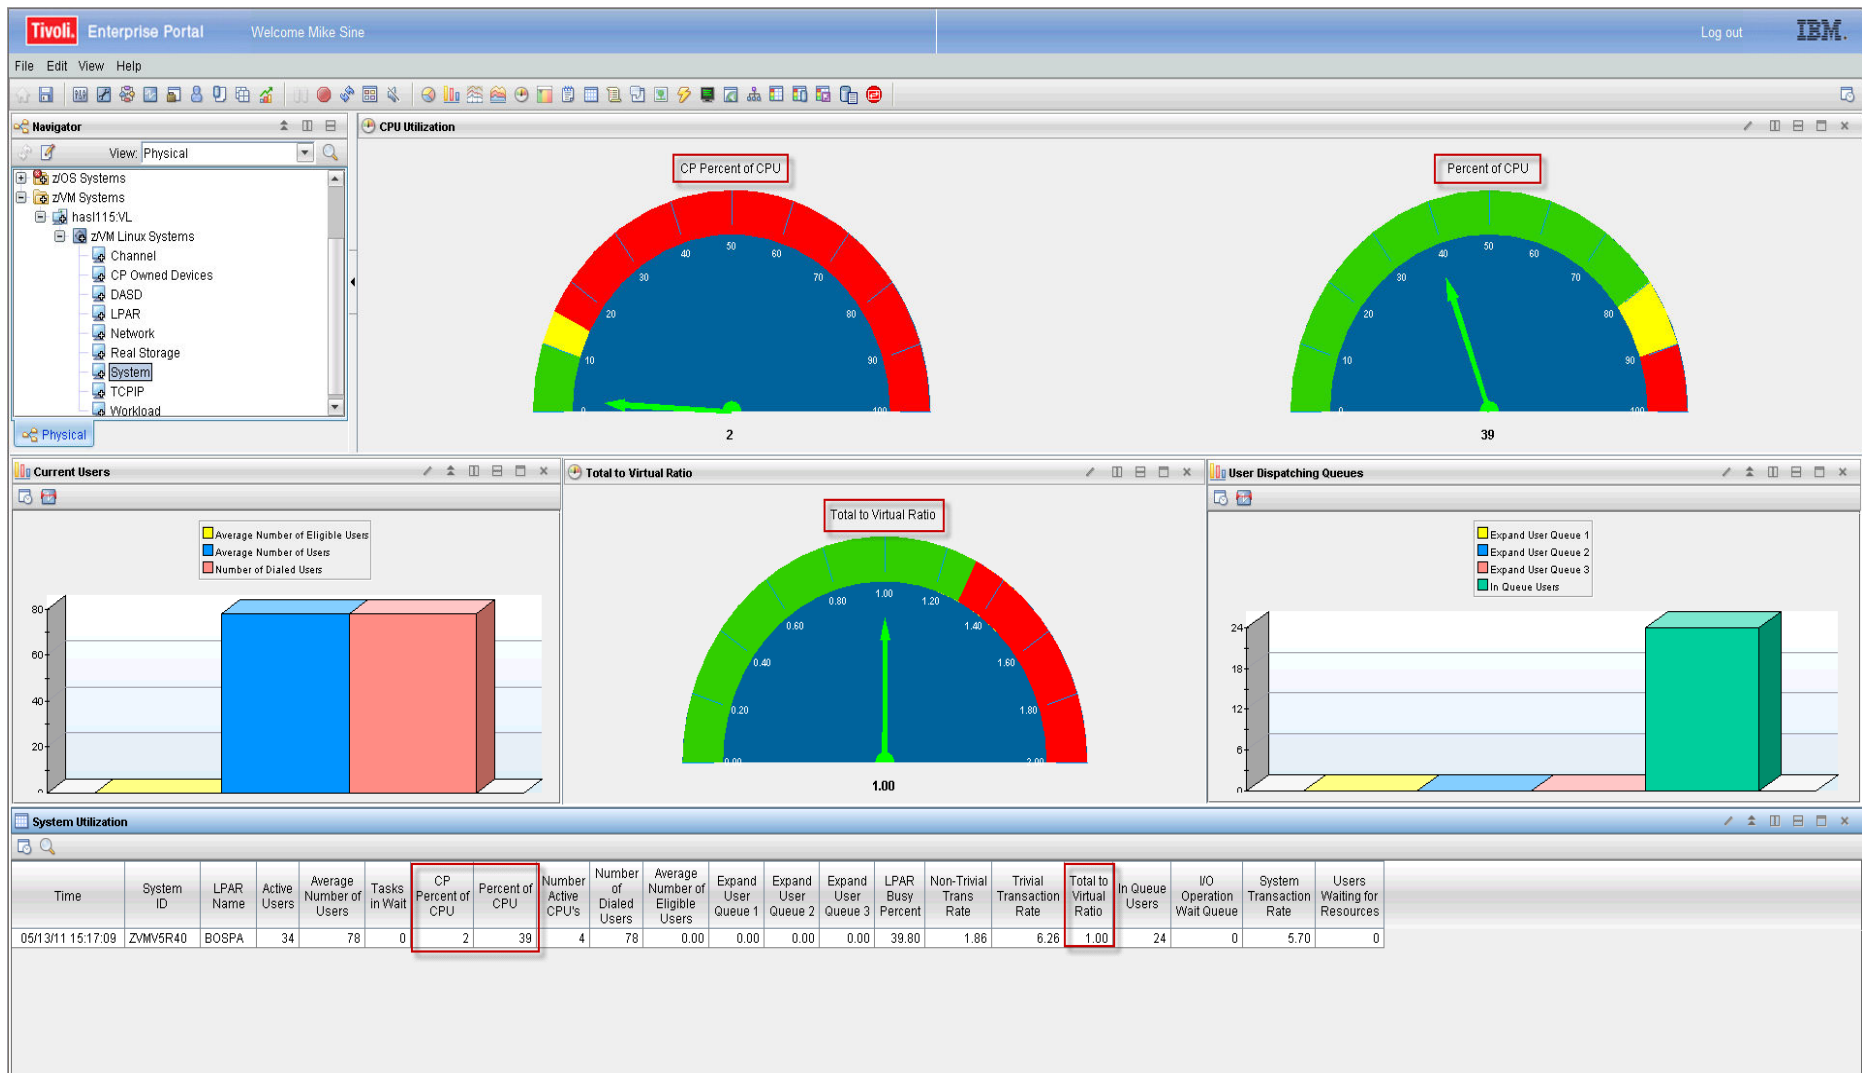 Tivoli. Enterprise Portal Welcome Mike Sine Log out IBM.
File Edit View Help
Navigator
View: Physical
z/OS Systems
z/VM Systems
hasl115:VL
z/VM Linux Systems
Channel
CP Owned Devices
DASD
LPAR
Network
Real Storage
System
TCPIP
Workload
Physical
CPU Utilization
CP Percent of CPU
0 10 20 30 40 50 60 70 80 90 100
2
Percent of CPU
0 10 20 30 40 50 60 70 80 90 100
39
Current Users
Average Number of Eligible Users
Average Number of Users
Number of Dialed Users
80
60
40
20
0
Total to Virtual Ratio
Total to Virtual Ratio
0.00 0.20 0.40 0.60 0.80 1.00 1.20 1.40 1.60 1.80 2.00
1.00
User Dispatching Queues
Expand User Queue 1
Expand User Queue 2
Expand User Queue 3
In Queue Users
24
18
12
6
0
System Utilization
Time System ID LPAR Name Active Users Average Number of Users Tasks in Wait CP Percent of CPU Percent of CPU Number Active CPU's Number of Dialed Users Average Number of Eligible Users Expand User Queue 1 Expand User Queue 2 Expand User Queue 3 LPAR Busy Percent Non-Trivial Trans Rate Trivial Transaction Rate Total to Virtual Ratio In Queue Users I/O Operation Wait Queue System Transaction Rate Users Waiting for Resources
05/13/11 15:17:09 ZVMV5R40 BOSPA 34 78 0 2 39 4 78 0.00 0.00 0.00 0.00 39.80 1.86 6.26 1.00 24 0 5.70 0